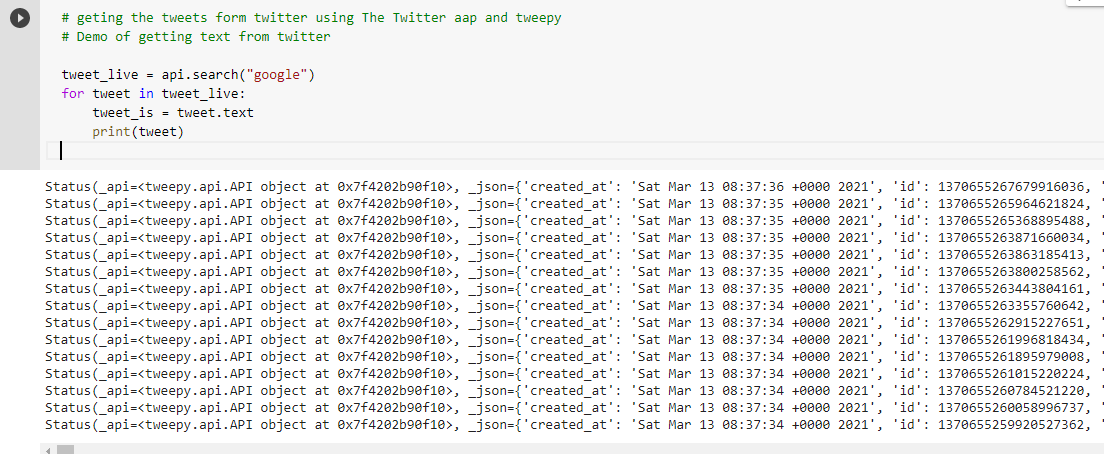 # geting the tweets form twitter using The Twitter aap and tweepy
# Demo of getting text from twitter
tweet_live = api.search("google")
for tweet in tweet_live:
    tweet_is = tweet.text
    print(tweet)
Status(_api=<tweepy.api.API object at 0x7f4202b90f10>, _json={'created_at': 'Sat Mar 13 08:37:36 +0000 2021', 'id': 1370655267679916036, '
Status(_api=<tweepy.api.API object at 0x7f4202b90f10>, _json={'created_at': 'Sat Mar 13 08:37:35 +0000 2021', 'id': 1370655265964621824, '
Status(_api=<tweepy.api.API object at 0x7f4202b90f10>, _json={'created_at': 'Sat Mar 13 08:37:35 +0000 2021', 'id': 1370655265368895488, '
Status(_api=<tweepy.api.API object at 0x7f4202b90f10>, _json={'created_at': 'Sat Mar 13 08:37:35 +0000 2021', 'id': 1370655263871660034, '
Status(_api=<tweepy.api.API object at 0x7f4202b90f10>, _json={'created_at': 'Sat Mar 13 08:37:35 +0000 2021', 'id': 1370655263863185413, '
Status(_api=<tweepy.api.API object at 0x7f4202b90f10>, _json={'created_at': 'Sat Mar 13 08:37:35 +0000 2021', 'id': 1370655263800258562, '
Status(_api=<tweepy.api.API object at 0x7f4202b90f10>, _json={'created_at': 'Sat Mar 13 08:37:35 +0000 2021', 'id': 1370655263443804161, '
Status(_api=<tweepy.api.API object at 0x7f4202b90f10>, _json={'created_at': 'Sat Mar 13 08:37:34 +0000 2021', 'id': 1370655263355760642, '
Status(_api=<tweepy.api.API object at 0x7f4202b90f10>, _json={'created_at': 'Sat Mar 13 08:37:34 +0000 2021', 'id': 1370655262915227651, '
Status(_api=<tweepy.api.API object at 0x7f4202b90f10>, _json={'created_at': 'Sat Mar 13 08:37:34 +0000 2021', 'id': 1370655261996818434, '
Status(_api=<tweepy.api.API object at 0x7f4202b90f10>, _json={'created_at': 'Sat Mar 13 08:37:34 +0000 2021', 'id': 1370655261895979008, '
Status(_api=<tweepy.api.API object at 0x7f4202b90f10>, _json={'created_at': 'Sat Mar 13 08:37:34 +0000 2021', 'id': 1370655261015220224, '
Status(_api=<tweepy.api.API object at 0x7f4202b90f10>, _json={'created_at': 'Sat Mar 13 08:37:34 +0000 2021', 'id': 1370655260784521220, '
Status(_api=<tweepy.api.API object at 0x7f4202b90f10>, _json={'created_at': 'Sat Mar 13 08:37:34 +0000 2021', 'id': 1370655260058996737, '
Status(_api=<tweepy.api.API object at 0x7f4202b90f10>, _json={'created_at': 'Sat Mar 13 08:37:34 +0000 2021', 'id': 1370655259920527362, '